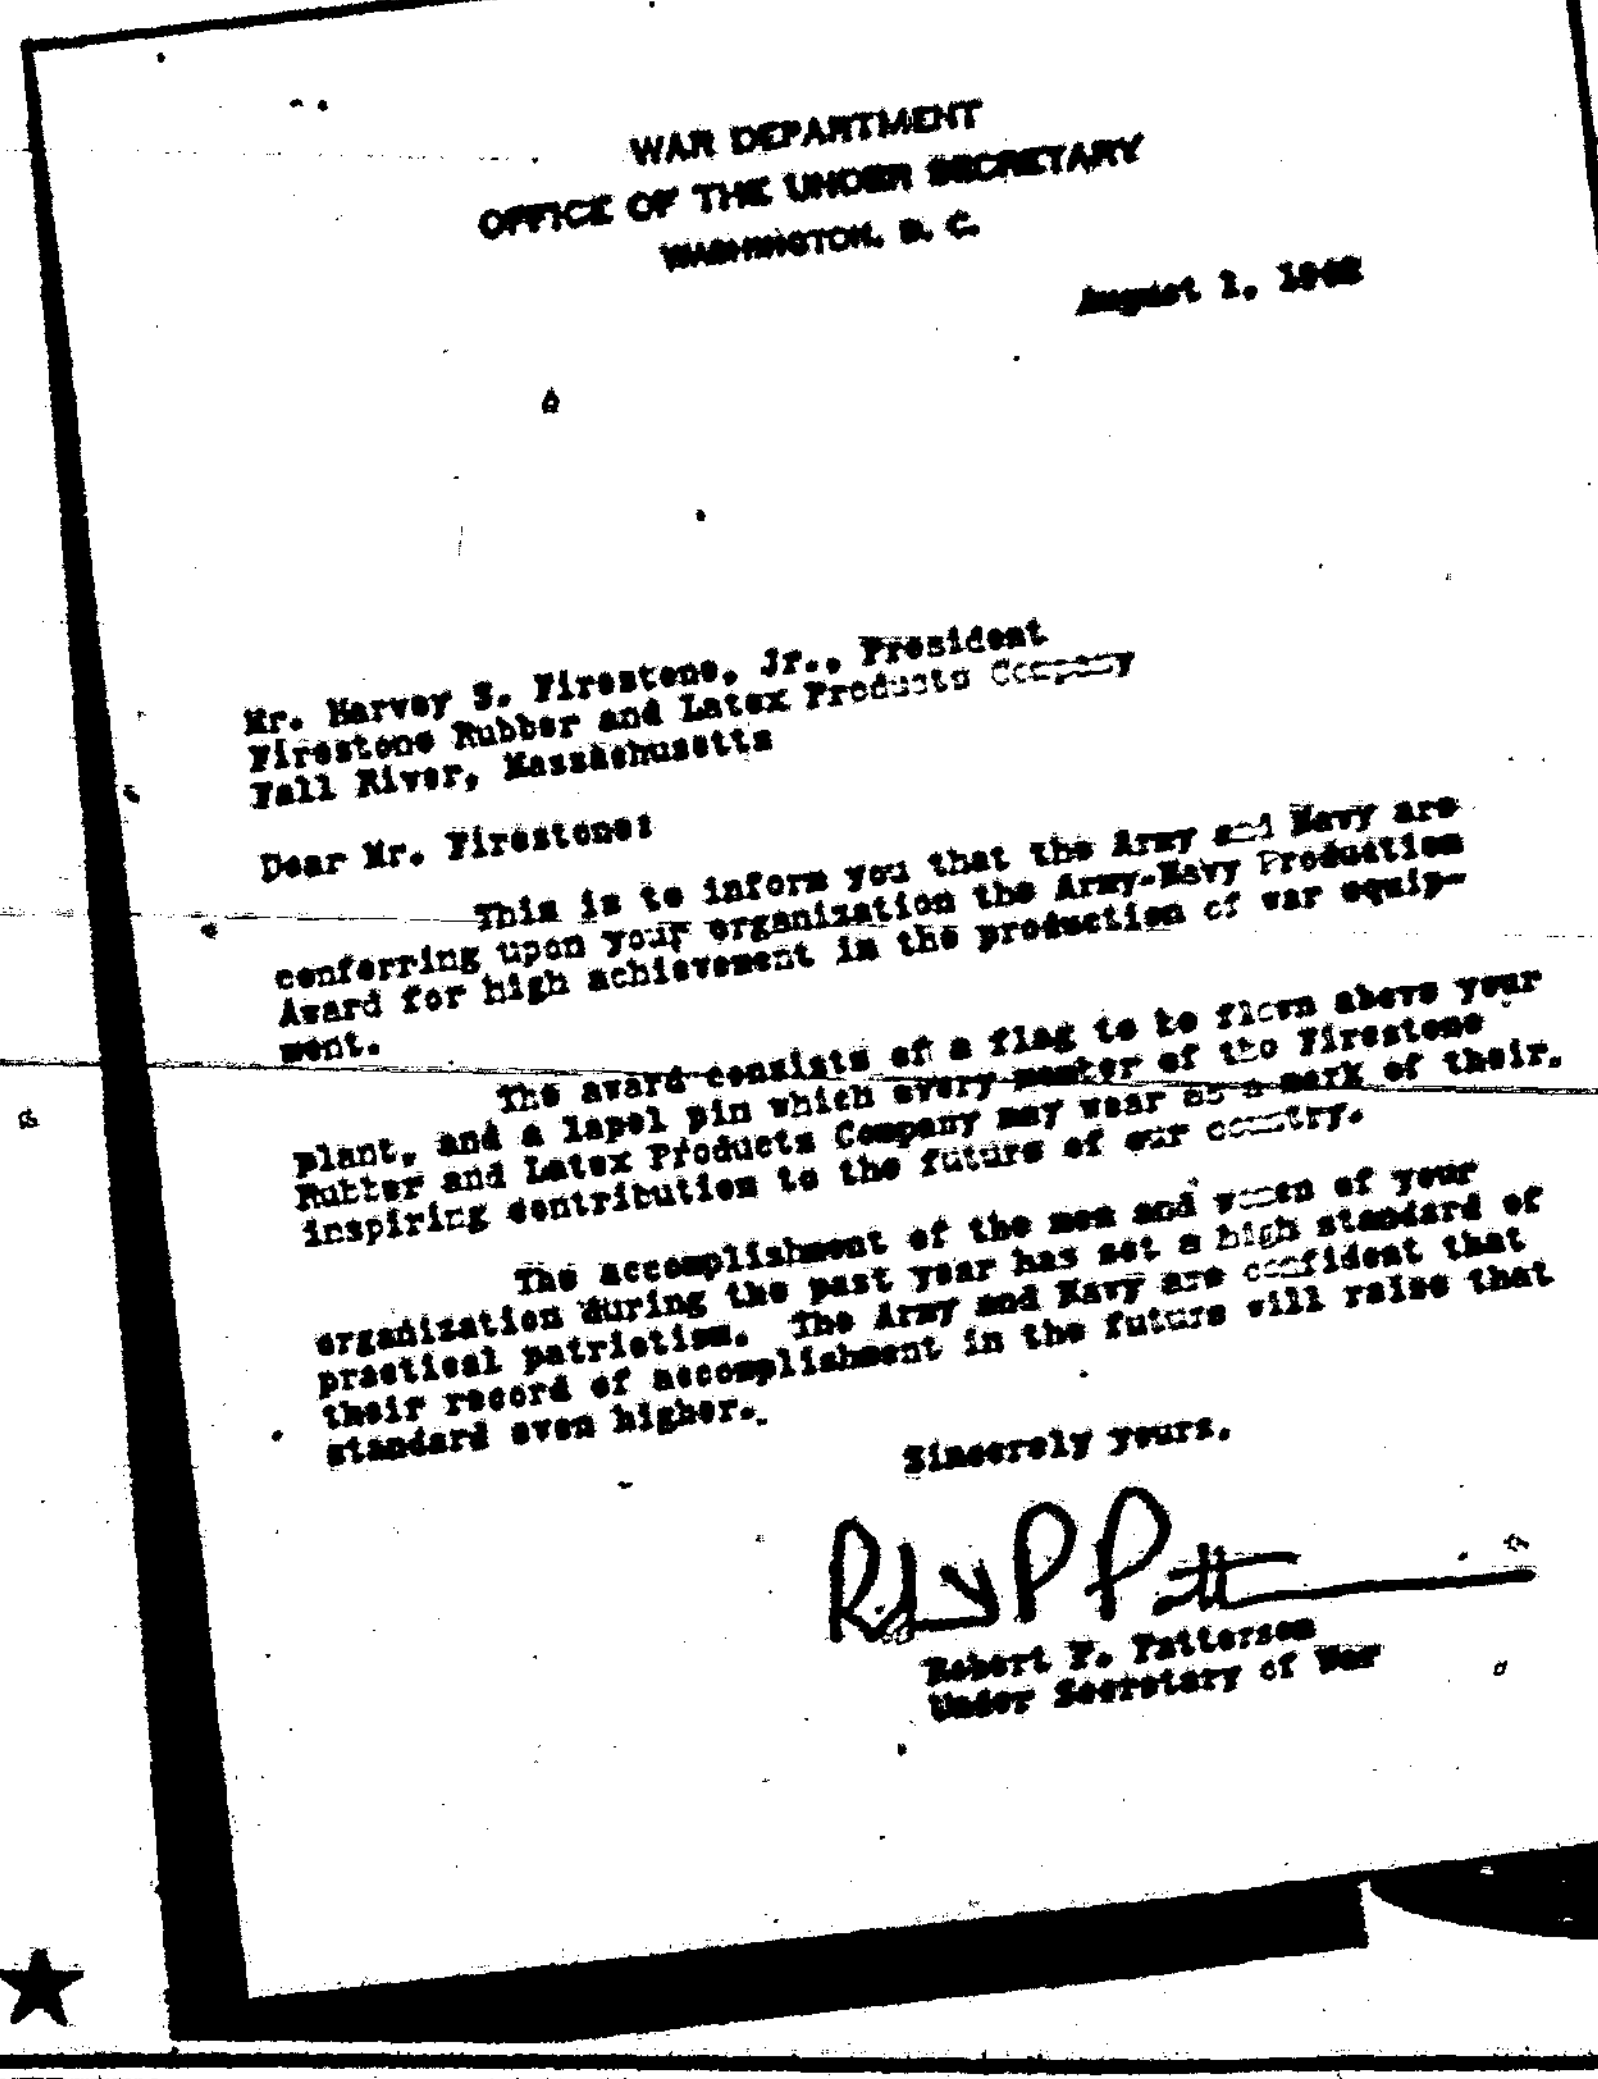 WAR DEPARTMENT
OFFICE OF THE UNDER SECRETARY
WASHINGTON, D. C.
August 1, 1942
Mr. Harvey S. Firestone, Jr., President
Firestone Rubber and Latex Products Company
Fall River, Massachusetts
Dear Mr. Firestone:
This is to inform you that the Army and Navy are
conferring upon your organization the Army-Navy Production
Award for high achievement in the production of war equip-
ment.
The award consists of a flag to be flown above your
plant, and a lapel pin which every member of the Firestone
Rubber and Latex Products Company may wear as a mark of their
inspiring contribution to the future of our country.
The accomplishment of the men and women of your
organization during the past year has set a high standard of
practical patriotism. The Army and Navy are confident that
their record of accomplishment in the future will raise that
standard even higher.
Sincerely yours,
Robert P. Patterson
Under Secretary of War